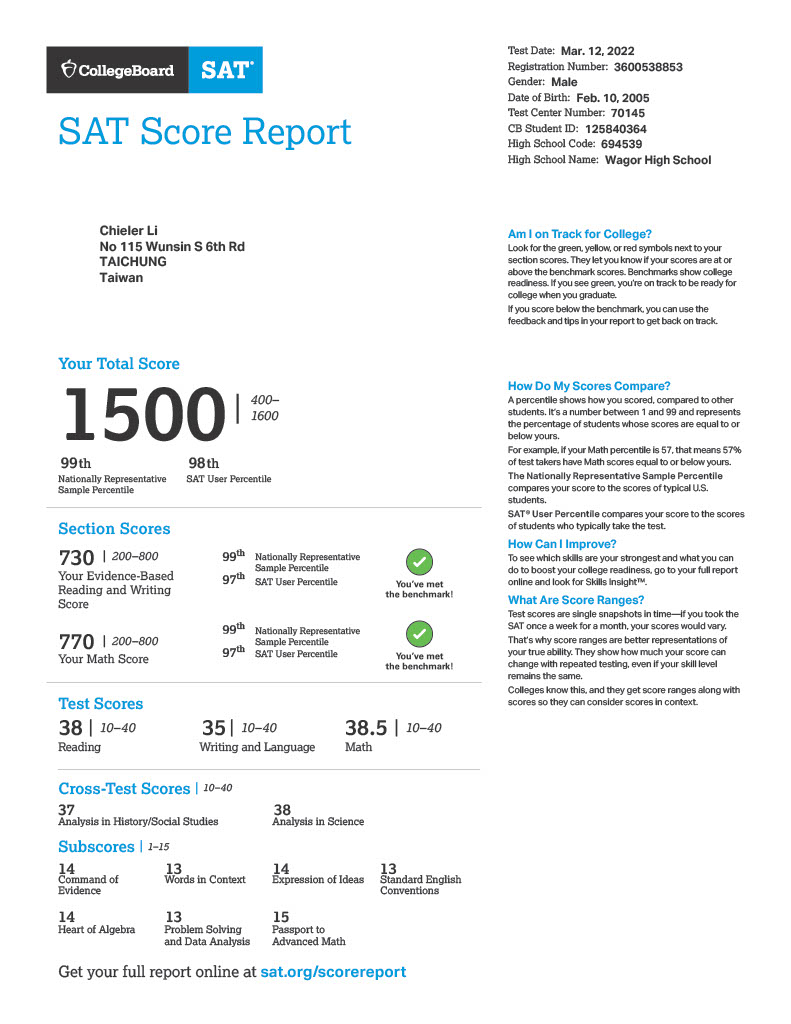 CollegeBoard SAT®
SAT Score Report
Test Date: Mar. 12, 2022
Registration Number: 3600538853
Gender: Male
Date of Birth: Feb. 10, 2005
Test Center Number: 70145
CB Student ID: 125840364
High School Code: 694539
High School Name: Wagor High School
Chieler Li
No 115 Wunsin S 6th Rd
TAICHUNG
Taiwan
Am I on Track for College?
Look for the green, yellow, or red symbols next to your
section scores. They let you know if your scores are at or
above the benchmark scores. Benchmarks show college
readiness. If you see green, you're on track to be ready for
college when you graduate.
If you score below the benchmark, you can use the
feedback and tips in your report to get back on track.
Your Total Score
1500 | 400–
1600
99th
Nationally Representative
Sample Percentile
98th
SAT User Percentile
Section Scores
730 | 200–800
Your Evidence-Based
Reading and Writing
Score
99th Nationally Representative
Sample Percentile
97th SAT User Percentile
You've met
the benchmark!
770 | 200–800
Your Math Score
99th Nationally Representative
Sample Percentile
97th SAT User Percentile
You've met
the benchmark!
Test Scores
38 | 10–40
Reading
35 | 10–40
Writing and Language
38.5 | 10–40
Math
Cross-Test Scores | 10–40
37
Analysis in History/Social Studies
38
Analysis in Science
Subscores | 1–15
14
Command of
Evidence
13
Words in Context
14
Expression of Ideas
13
Standard English
Conventions
14
Heart of Algebra
13
Problem Solving
and Data Analysis
15
Passport to
Advanced Math
Get your full report online at sat.org/scorereport
How Do My Scores Compare?
A percentile shows how you scored, compared to other
students. It's a number between 1 and 99 and represents
the percentage of students whose scores are equal to or
below yours.
For example, if your Math percentile is 57, that means 57%
of test takers have Math scores equal to or below yours.
The Nationally Representative Sample Percentile
compares your score to the scores of typical U.S.
students.
SAT® User Percentile compares your score to the scores
of students who typically take the test.
How Can I Improve?
To see which skills are your strongest and what you can
do to boost your college readiness, go to your full report
online and look for Skills Insight™.
What Are Score Ranges?
Test scores are single snapshots in time—if you took the
SAT once a week for a month, your scores would vary.
That's why score ranges are better representations of
your true ability. They show how much your score can
change with repeated testing, even if your skill level
remains the same.
Colleges know this, and they get score ranges along with
scores so they can consider scores in context.